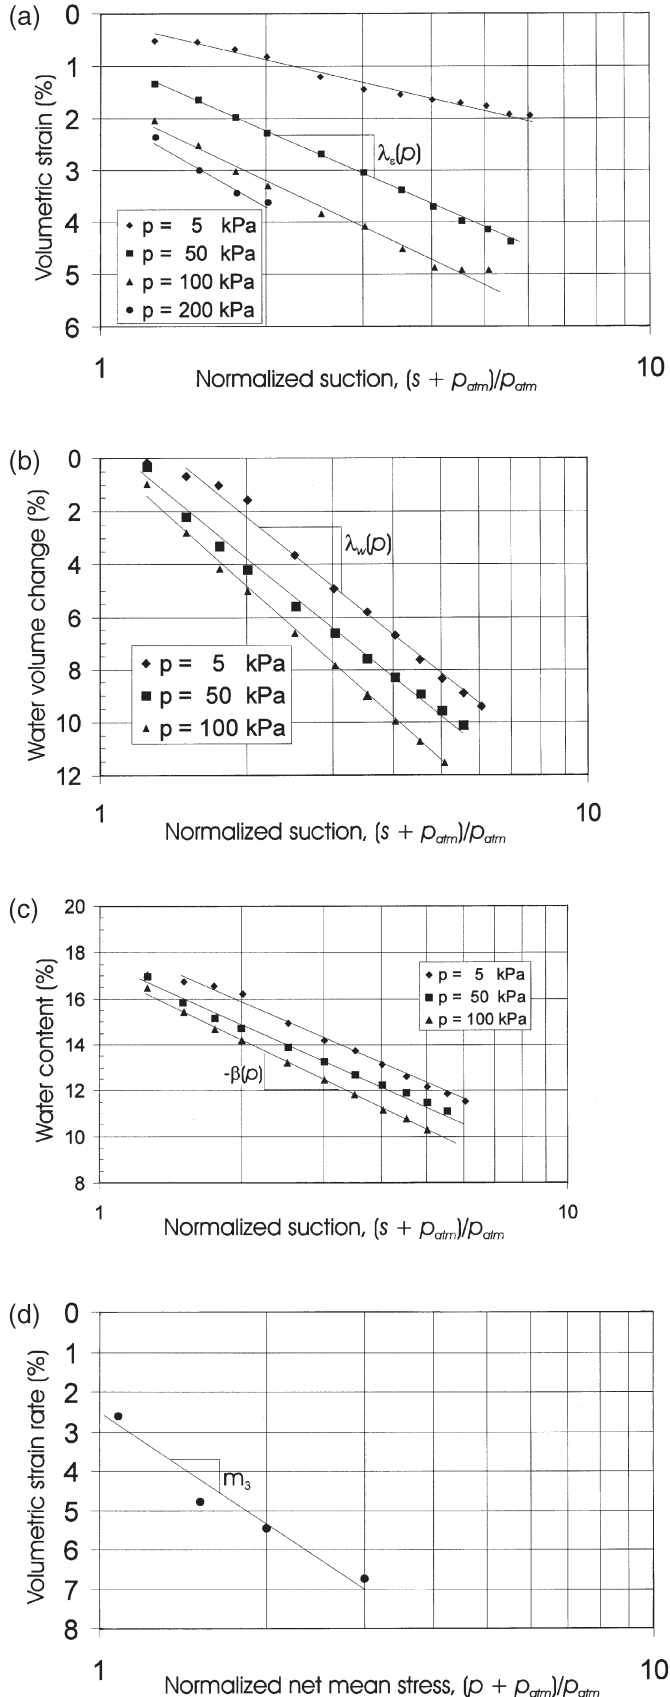 (a)
Volumetric strain (%)
0
1
2
3
4
5
6
λs(p)
p = 5 kPa
p = 50 kPa
p = 100 kPa
p = 200 kPa
1 10
Normalized suction, (s + patm)/patm
(b)
Water volume change (%)
0
2
4
6
8
10
12
λw(p)
p = 5 kPa
p = 50 kPa
p = 100 kPa
1 10
Normalized suction, (s + patm)/patm
(c)
Water content (%)
20
18
16
14
12
10
8
p = 5 kPa
p = 50 kPa
p = 100 kPa
-β(p)
1 10
Normalized suction, (s + patm)/patm
(d)
Volumetric strain rate (%)
0
1
2
3
4
5
6
7
8
m3
1 10
Normalized net mean stress, (p + patm)/patm